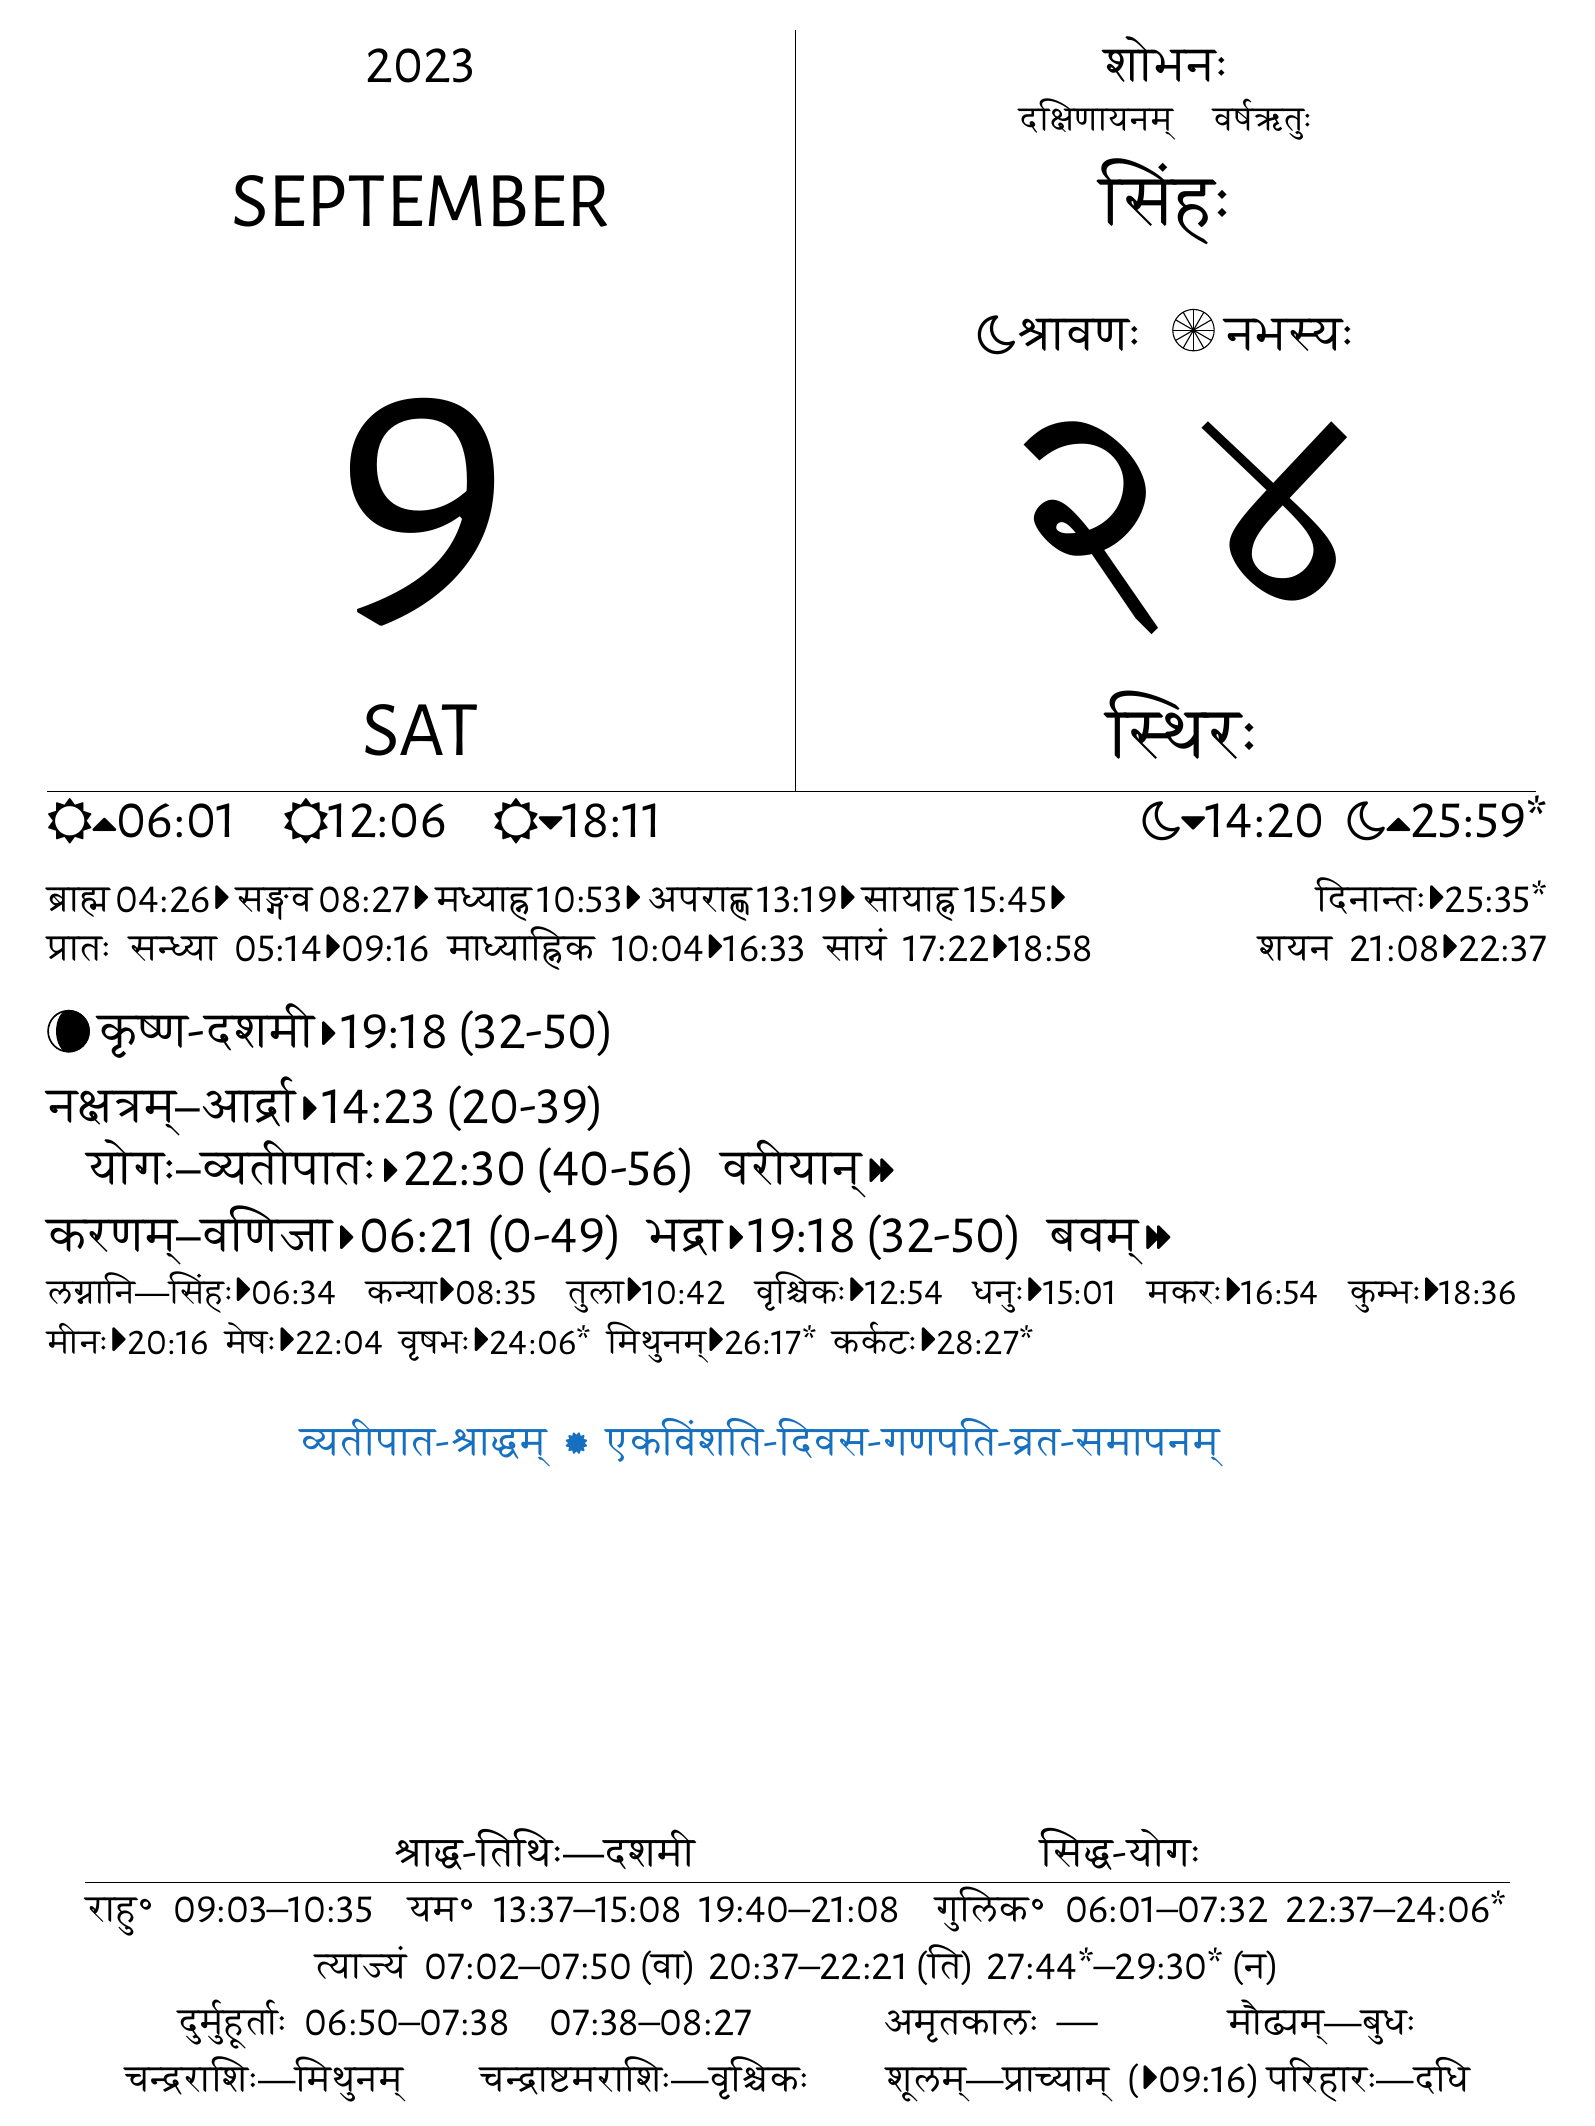 2023
SEPTEMBER
9
SAT
शोभनः
दक्षिणायनम् वर्षऋतुः
सिंहः
श्रावणः नभस्यः
२४
स्थिरः
06:01 12:06 18:11 14:20 25:59*
ब्राह्म 04:26 सङ्गव 08:27 मध्याह्न 10:53 अपराह्ण 13:19 सायाह्न 15:45 दिनान्तः 25:35*
प्रातः सन्ध्या 05:14 09:16 माध्याह्निक 10:04 16:33 सायं 17:22 18:58 शयन 21:08 22:37
कृष्ण-दशमी 19:18 (32-50)
नक्षत्रम्–आर्द्रा 14:23 (20-39)
योगः–व्यतीपातः 22:30 (40-56) वरीयान्
करणम्–वणिजा 06:21 (0-49) भद्रा 19:18 (32-50) बवम्
लग्नानि—सिंहः 06:34 कन्या 08:35 तुला 10:42 वृश्चिकः 12:54 धनुः 15:01 मकरः 16:54 कुम्भः 18:36
मीनः 20:16 मेषः 22:04 वृषभः 24:06* मिथुनम् 26:17* कर्कटः 28:27*
व्यतीपात-श्राद्धम् ✹ एकविंशति-दिवस-गणपति-व्रत-समापनम्
श्राद्ध-तिथिः—दशमी सिद्ध-योगः
राहु॰ 09:03–10:35 यम॰ 13:37–15:08 19:40–21:08 गुलिक॰ 06:01–07:32 22:37–24:06*
त्याज्यं 07:02–07:50 (वा) 20:37–22:21 (ति) 27:44*–29:30* (न)
दुर्मुहूर्ताः 06:50–07:38 07:38–08:27 अमृतकालः — मौढ्यम्—बुधः
चन्द्रराशिः—मिथुनम् चन्द्राष्टमराशिः—वृश्चिकः शूलम्—प्राच्याम् (09:16) परिहारः—दधि